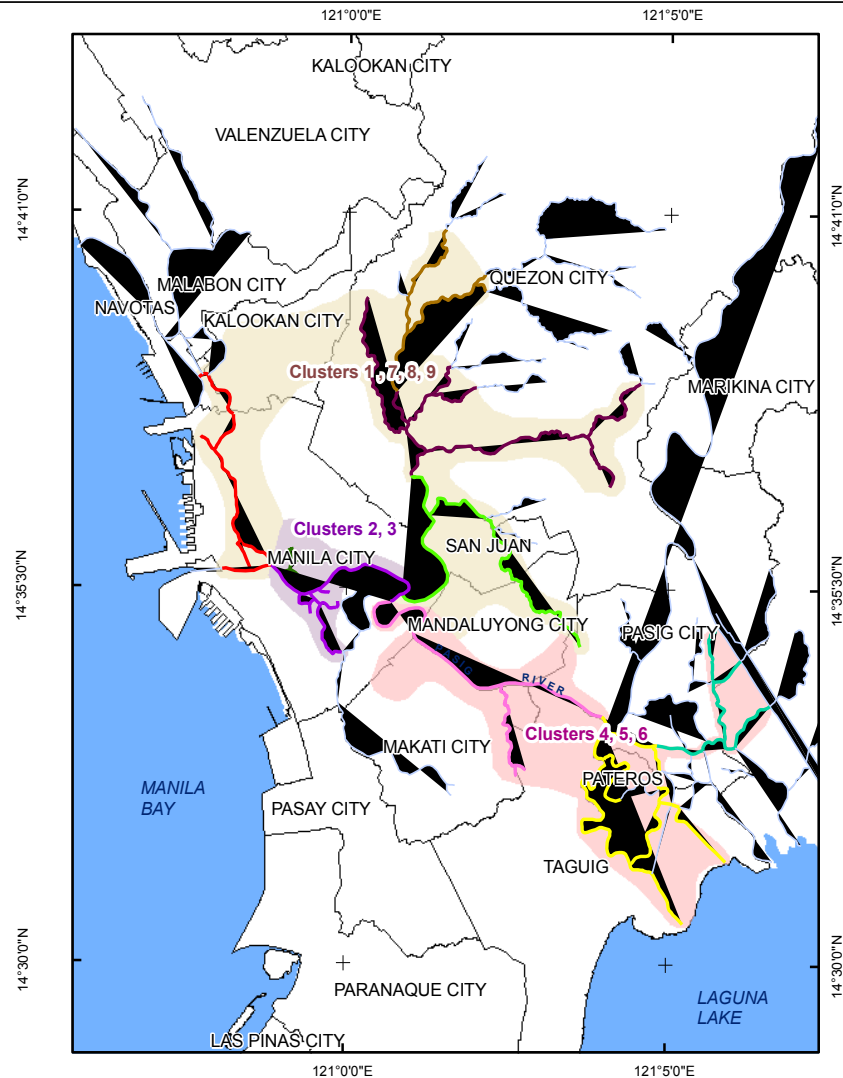 121°0'0"E
121°5'0"E
KALOOKAN CITY
VALENZUELA CITY
14°41'0"N
14°41'0"N
MALABON CITY
QUEZON CITY
NAVOTAS
KALOOKAN CITY
Clusters 1, 7, 8, 9
MARIKINA CITY
Clusters 2, 3
MANILA CITY
SAN JUAN
14°35'30"N
14°35'30"N
MANDALUYONG CITY
PASIG CITY
PASIG
RIVER
Clusters 4, 5, 6
MAKATI CITY
PATEROS
MANILA
BAY
PASAY CITY
TAGUIG
14°30'0"N
14°30'0"N
PARANAQUE CITY
LAGUNA
LAKE
LAS PINAS CITY
121°0'0"E
121°5'0"E